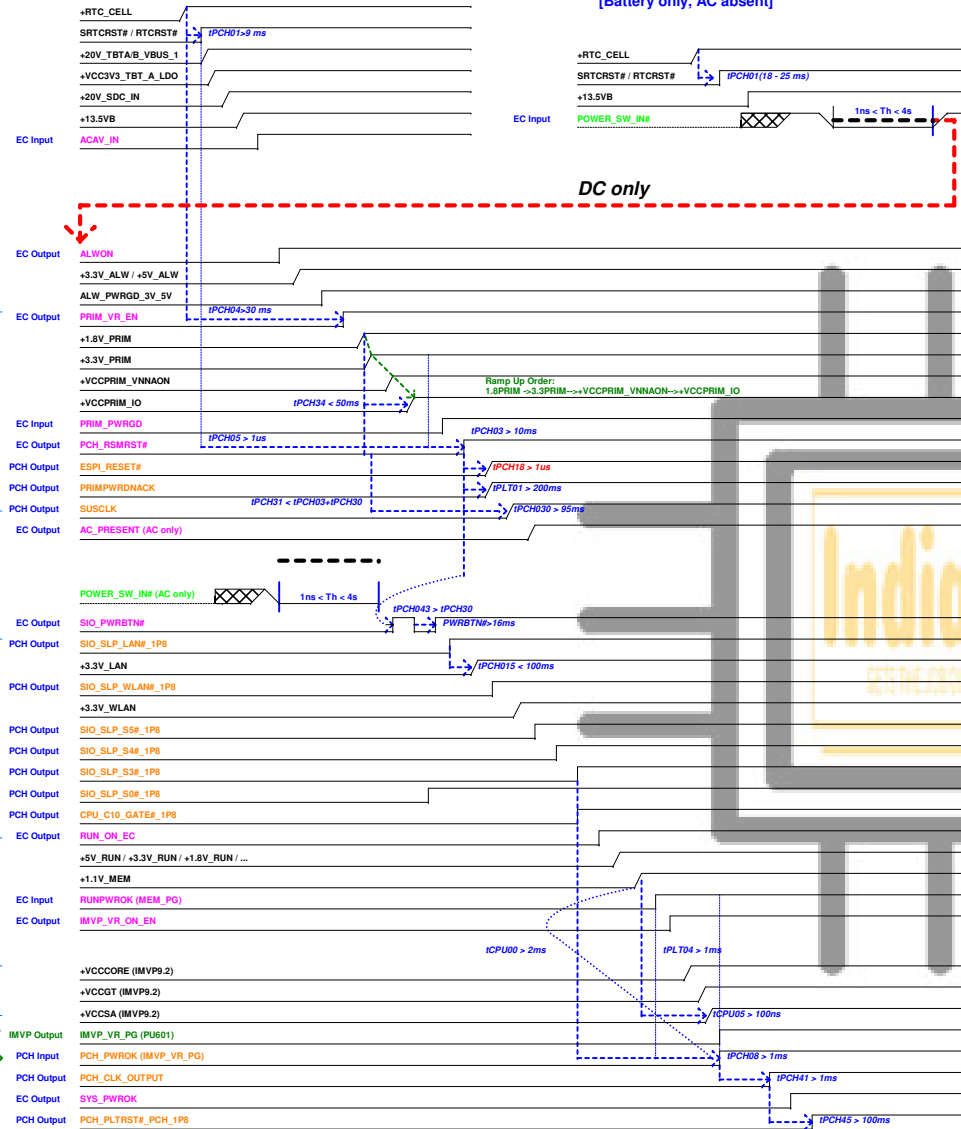 [Battery only, AC absent]
+RTC_CELL
SRTCRST# / RTCRST#
tPCH01>9 ms
+20V_TBTA/B_VBUS_1
+VCC3V3_TBT_A_LDO
+20V_SDC_IN
+13.5VB
EC Input ACAV_IN
+RTC_CELL
SRTCRST# / RTCRST#
tPCH01(18 - 25 ms)
+13.5VB
EC Input POWER_SW_IN#
1ns < Th < 4s
DC only
EC Output ALWON
+3.3V_ALW / +5V_ALW
ALW_PWRGD_3V_5V
EC Output PRIM_VR_EN
tPCH04>30 ms
+1.8V_PRIM
+3.3V_PRIM
+VCCPRIM_VNNAON
Ramp Up Order:
1.8PRIM ->3.3PRIM-->+VCCPRIM_VNNAON-->+VCCPRIM_IO
+VCCPRIM_IO
tPCH34 < 50ms
EC Input PRIM_PWRGD
tPCH03 > 10ms
EC Output PCH_RSMRST#
tPCH05 > 1us
PCH Output ESPI_RESET#
tPCH18 > 1us
PCH Output PRIMPWRDNACK
tPLT01 > 200ms
tPCH31 < tPCH03+tPCH30
PCH Output SUSCLK
tPCH030 > 95ms
EC Output AC_PRESENT (AC only)
POWER_SW_IN# (AC only)
1ns < Th < 4s
tPCH043 > tPCH30
EC Output SIO_PWRBTN#
PWRBTN#>16ms
PCH Output SIO_SLP_LAN#_1P8
+3.3V_LAN
tPCH015 < 100ms
PCH Output SIO_SLP_WLAN#_1P8
+3.3V_WLAN
PCH Output SIO_SLP_S5#_1P8
PCH Output SIO_SLP_S4#_1P8
PCH Output SIO_SLP_S3#_1P8
PCH Output SIO_SLP_S0#_1P8
PCH Output CPU_C10_GATE#_1P8
EC Output RUN_ON_EC
+5V_RUN / +3.3V_RUN / +1.8V_RUN / ...
+1.1V_MEM
EC Input RUNPWROK (MEM_PG)
EC Output IMVP_VR_ON_EN
tCPU00 > 2ms
tPLT04 > 1ms
+VCCCORE (IMVP9.2)
+VCCGT (IMVP9.2)
+VCCSA (IMVP9.2)
tCPU05 > 100ns
IMVP Output IMVP_VR_PG (PU601)
PCH Input PCH_PWROK (IMVP_VR_PG)
tPCH08 > 1ms
PCH Output PCH_CLK_OUTPUT
tPCH41 > 1ms
EC Output SYS_PWROK
PCH Output PCH_PLTRST#_PCH_1P8
tPCH45 > 100ms